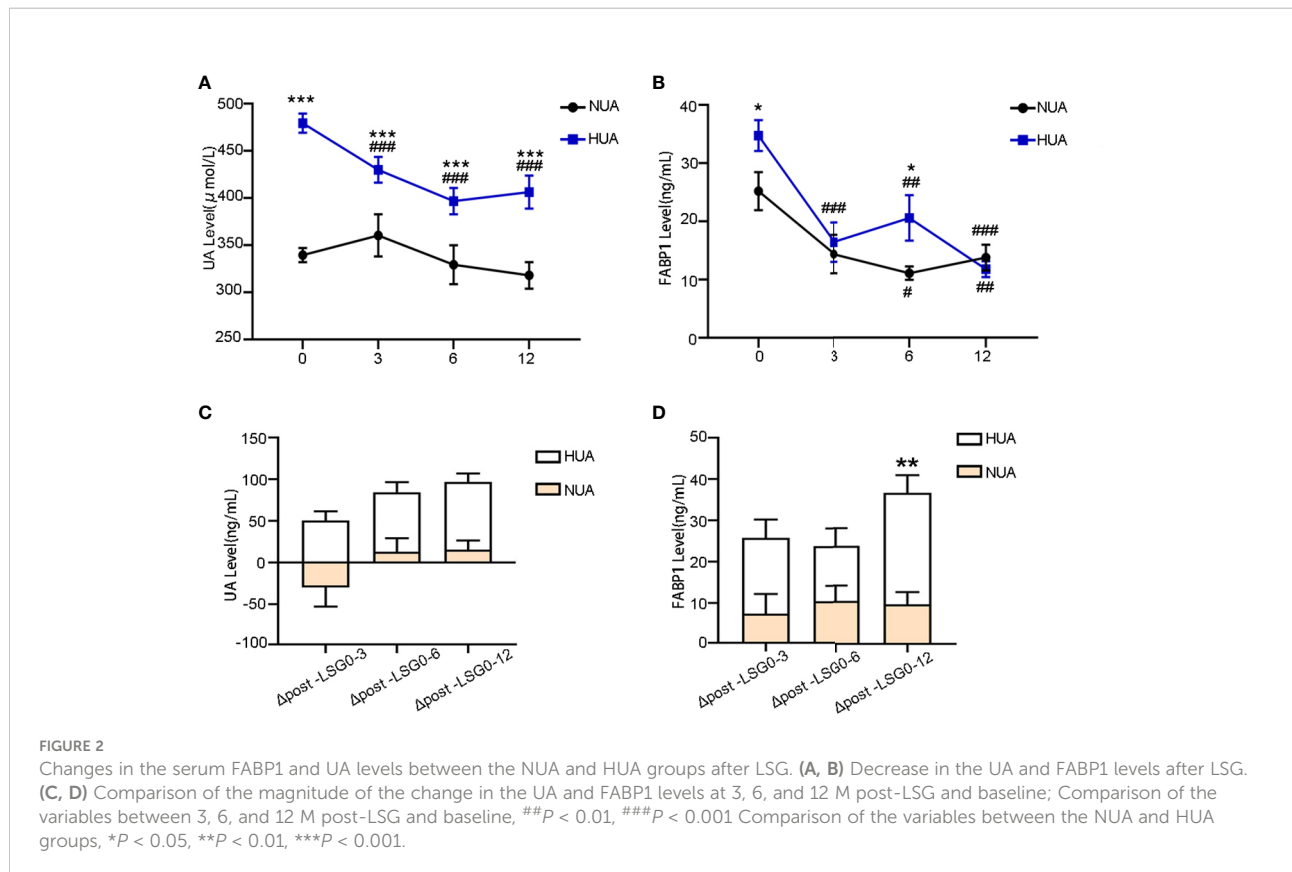 A
UA Level(μ mol/L)
500
450
400
350
300
250
***
***
###
***
###
***
###
0 3 6 12
NUA
HUA
B
FABP1 Level(ng/mL)
40
30
20
10
0
*
###
*
##
#
###
##
0 3 6 12
NUA
HUA
C
UA Level(ng/mL)
150
100
50
0
-50
-100
Δpost -LSG0-3 Δpost -LSG0-6 Δpost -LSG0-12
HUA
NUA
D
FABP1 Level(ng/mL)
50
40
30
20
10
0
**
Δpost -LSG0-3 Δpost -LSG0-6 Δpost -LSG0-12
HUA
NUA
FIGURE 2
Changes in the serum FABP1 and UA levels between the NUA and HUA groups after LSG. (A, B) Decrease in the UA and FABP1 levels after LSG.
(C, D) Comparison of the magnitude of the change in the UA and FABP1 levels at 3, 6, and 12 M post-LSG and baseline; Comparison of the
variables between 3, 6, and 12 M post-LSG and baseline, ##P < 0.01, ###P < 0.001 Comparison of the variables between the NUA and HUA
groups, *P < 0.05, **P < 0.01, ***P < 0.001.